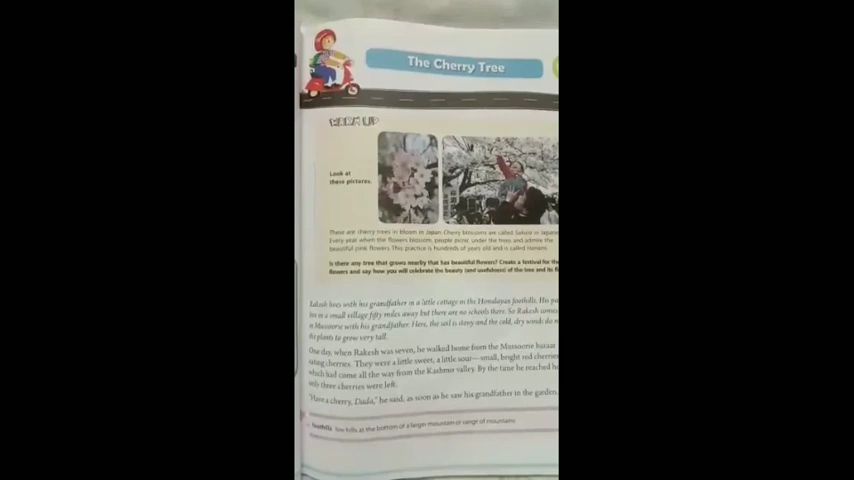 The Cherry Tree
WARM UP
Look at
these pictures.
These are cherry trees in bloom in Japan. Cherry blossoms are called Sakura in Japanese
Every year when the flowers blossom, people picnic under the trees and admire the
beautiful pink flowers. This practice is hundreds of years old and is called Hanami.
Is there any tree that grows nearby that has beautiful flowers? Create a festival for the
flowers and say how you will celebrate the beauty (and usefulness) of the tree and its
Rakesh lives with his grandfather in a little cottage in the Himalayan foothills. His
live in a small village fifty miles away but there are no schools there. So Rakesh comes
in Mussoorie with his grandfather. Here, the soil is stony and the cold, dry winds do
the plants to grow very tall.
One day, when Rakesh was seven, he walked home from the Mussoorie bazaar
eating cherries. They were a little sweet, a little sour—small, bright red cherries
which had come all the way from the Kashmir valley. By the time he reached
only three cherries were left.
"Have a cherry, Dada," he said, as soon as he saw his grandfather in the garden.
foothills low hills at the bottom of a larger mountain or range of mountains